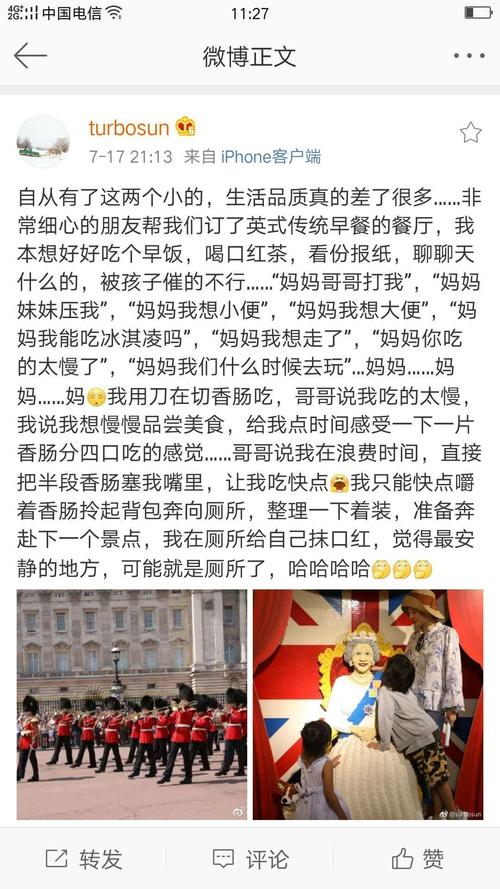 4G 2G 中国电信 11:27
微博正文
turbosun
7-17 21:13 来自 iPhone客户端
自从有了这两个小的，生活品质真的差了很多……非
常细心的朋友帮我们订了英式传统早餐的餐厅，我
本想好好吃个早饭，喝口红茶，看份报纸，聊聊天
什么的，被孩子催的不行……“妈妈哥哥打我”，“妈妈
妹妹压我”，“妈妈我想小便”，“妈妈我想大便”，“妈
妈我能吃冰淇凌吗”，“妈妈我想走了”，“妈妈你吃
的太慢了”，“妈妈我们什么时候去玩”…妈妈……妈
妈……妈我用刀在切香肠吃，哥哥说我吃的太慢，
我说我想慢慢品尝美食，给我点时间感受一下一片
香肠分四口吃的感觉……哥哥说我在浪费时间，直接
把半段香肠塞我嘴里，让我吃快点我只能快点嚼
着香肠拎起背包奔向厕所，整理一下着装，准备奔
赴下一个景点，我在厕所给自己抹口红，觉得最安
静的地方，可能就是厕所了，哈哈哈哈
@turbosun
转发 评论 赞